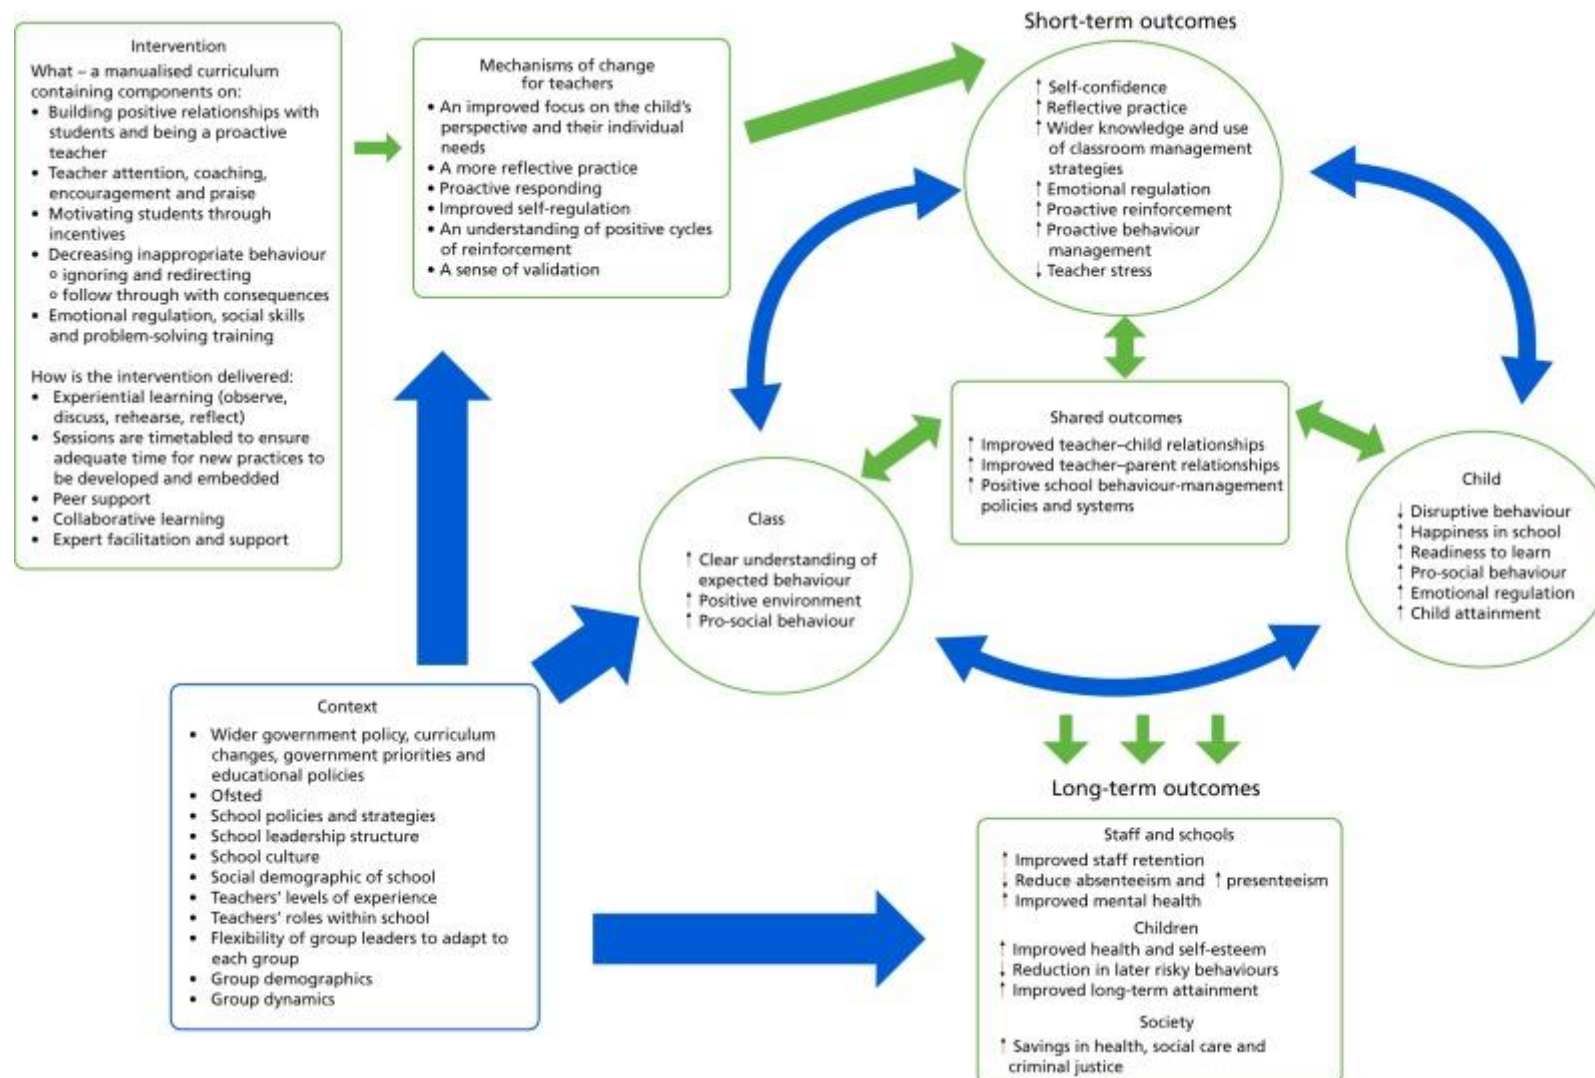 Intervention
What – a manualised curriculum
containing components on:
• Building positive relationships with
students and being a proactive
teacher
• Teacher attention, coaching,
encouragement and praise
• Motivating students through
incentives
• Decreasing inappropriate behaviour
o ignoring and redirecting
o follow through with consequences
• Emotional regulation, social skills
and problem-solving training
How is the intervention delivered:
• Experiential learning (observe,
discuss, rehearse, reflect)
• Sessions are timetabled to ensure
adequate time for new practices to
be developed and embedded
• Peer support
• Collaborative learning
• Expert facilitation and support
Mechanisms of change
for teachers
• An improved focus on the child's
perspective and their individual
needs
• A more reflective practice
• Proactive responding
• Improved self-regulation
• An understanding of positive cycles
of reinforcement
• A sense of validation
Short-term outcomes
↑ Self-confidence
↑ Reflective practice
↑ Wider knowledge and use
of classroom management
strategies
↑ Emotional regulation
↑ Proactive reinforcement
↑ Proactive behaviour
management
↓ Teacher stress
Shared outcomes
↑ Improved teacher–child relationships
↑ Improved teacher–parent relationships
↑ Positive school behaviour-management
policies and systems
Class
↑ Clear understanding of
expected behaviour
↑ Positive environment
↑ Pro-social behaviour
Child
↓ Disruptive behaviour
↑ Happiness in school
↑ Readiness to learn
↑ Pro-social behaviour
↑ Emotional regulation
↑ Child attainment
Context
• Wider government policy, curriculum
changes, government priorities and
educational policies
• Ofsted
• School policies and strategies
• School leadership structure
• School culture
• Social demographic of school
• Teachers' levels of experience
• Teachers' roles within school
• Flexibility of group leaders to adapt to
each group
• Group demographics
• Group dynamics
Long-term outcomes
Staff and schools
↑ Improved staff retention
↓ Reduce absenteeism and ↑ presenteeism
↑ Improved mental health
Children
↑ Improved health and self-esteem
↓ Reduction in later risky behaviours
↑ Improved long-term attainment
Society
↑ Savings in health, social care and
criminal justice